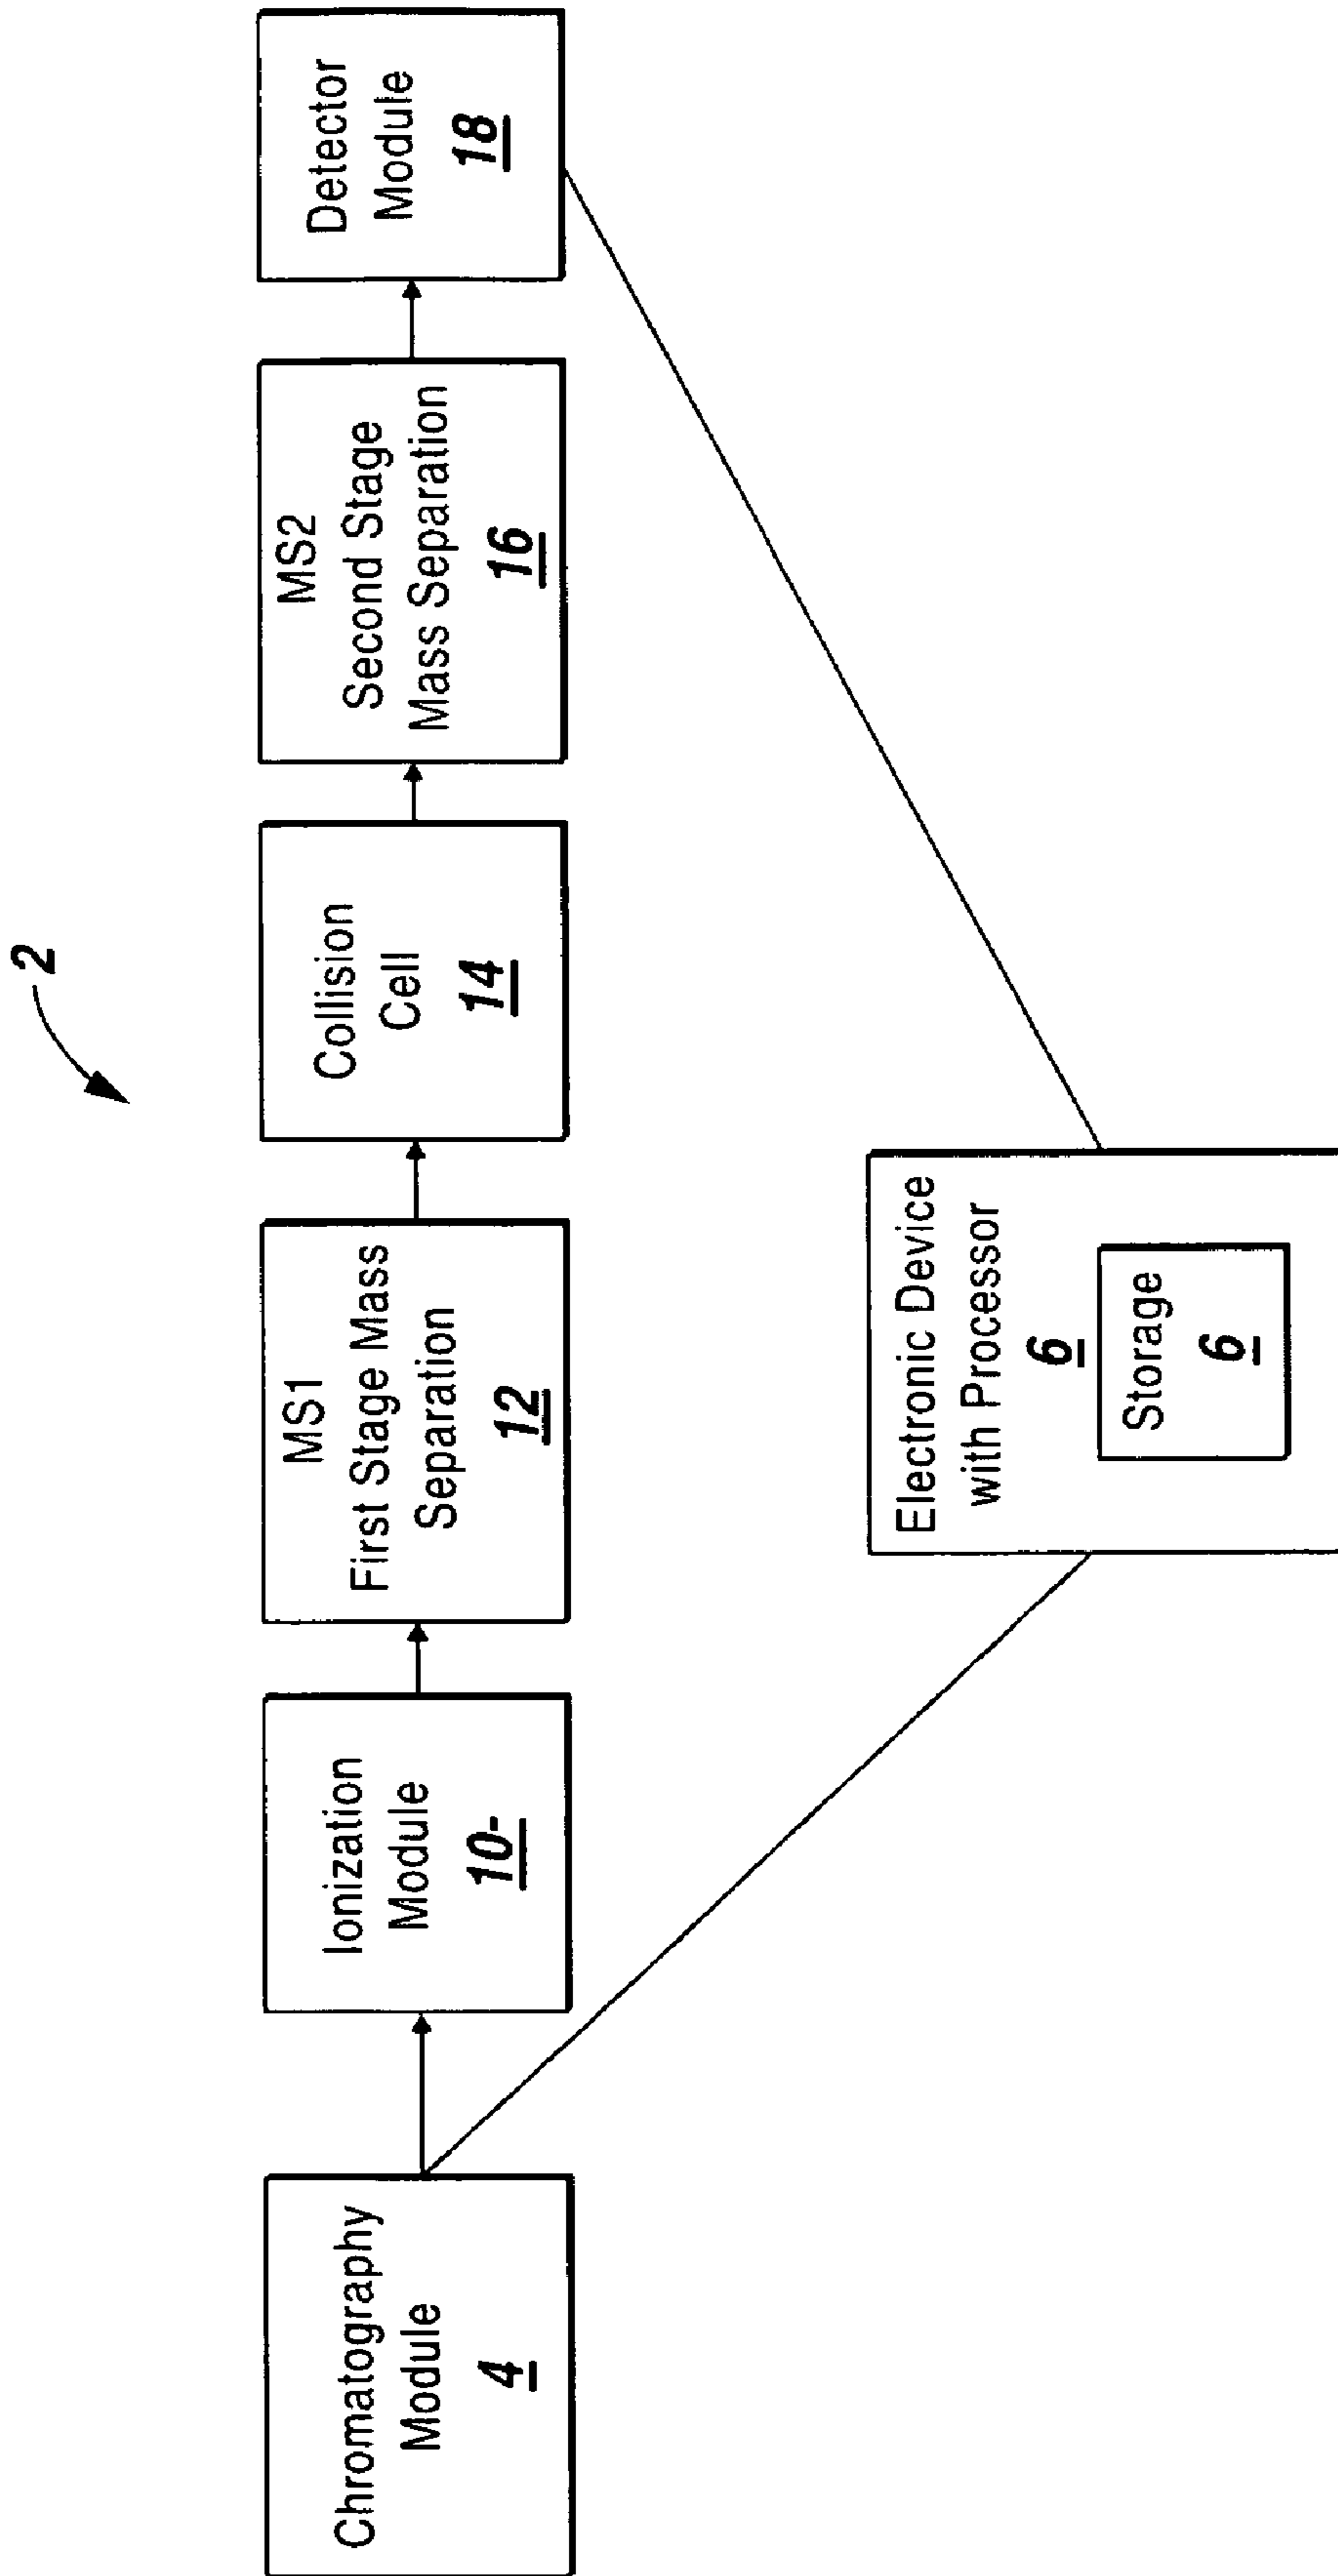 2
Chromatography
Module
4
Ionization
Module
10-
MS1
First Stage Mass
Separation
12
Collision
Cell
14
MS2
Second Stage
Mass Separation
16
Detector
Module
18
Electronic Device
with Processor
6
Storage
6